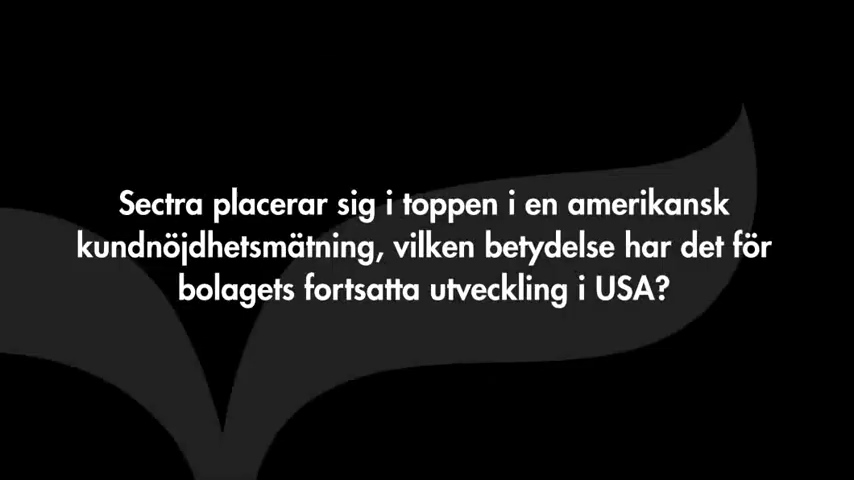 Sectra placerar sig i toppen i en amerikansk
kundnöjdhetsmätning, vilken betydelse har det för
bolagets fortsatta utveckling i USA?